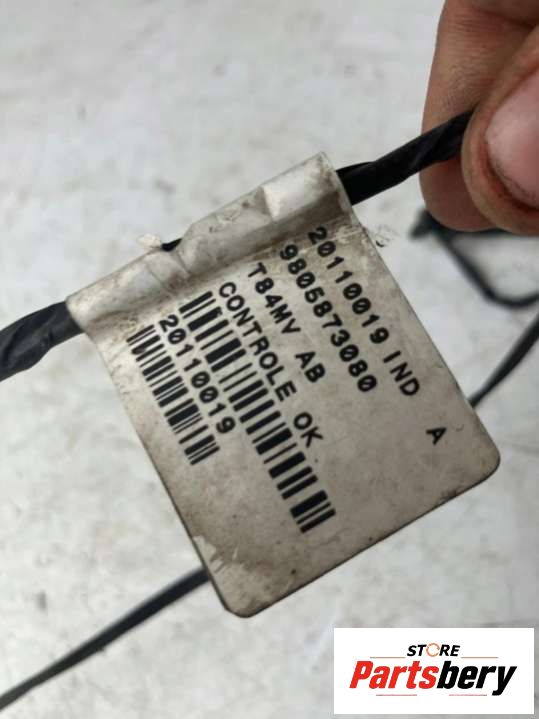 20110019 IND A
9805873080
T84MV AB
CONTROLE OK
20110019
STORE
Partsbery